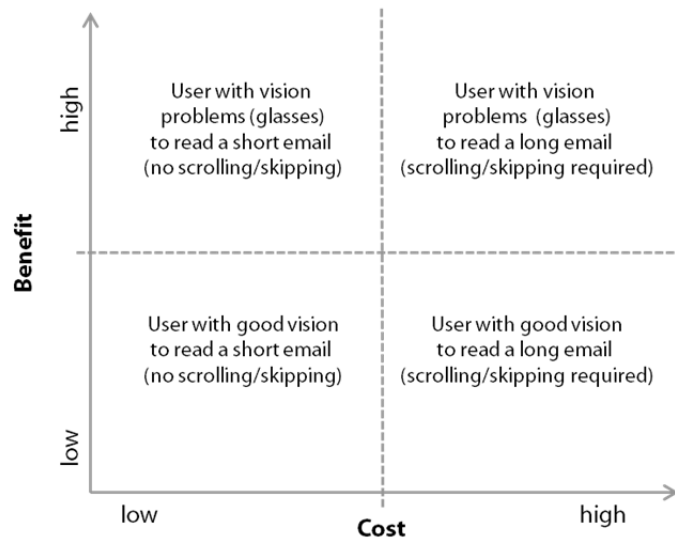 high
User with vision
problems (glasses)
to read a short email
(no scrolling/skipping)
User with vision
problems (glasses)
to read a long email
(scrolling/skipping required)
Benefit
User with good vision
to read a short email
(no scrolling/skipping)
User with good vision
to read a long email
(scrolling/skipping required)
low
low
Cost
high